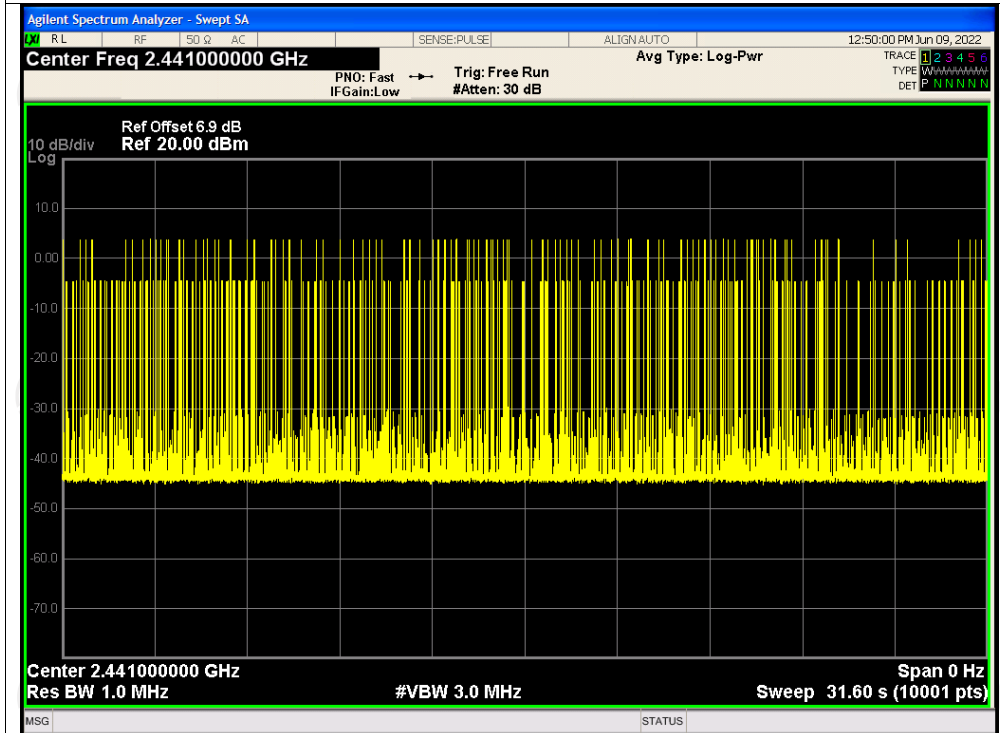 Agilent Spectrum Analyzer - Swept SA
LXI RL RF 50 Ω AC SENSE:PULSE ALIGN AUTO 12:50:00 PM Jun 09, 2022
Center Freq 2.441000000 GHz Avg Type: Log-Pwr TRACE 1 2 3 4 5 6
PNO: Fast Trig: Free Run TYPE W
IFGain:Low #Atten: 30 dB DET P N N N N N
Ref Offset 6.9 dB
10 dB/div Ref 20.00 dBm
Log
10.0
0.00
-10.0
-20.0
-30.0
-40.0
-50.0
-60.0
-70.0
Center 2.441000000 GHz Span 0 Hz
Res BW 1.0 MHz #VBW 3.0 MHz Sweep 31.60 s (10001 pts)
MSG STATUS